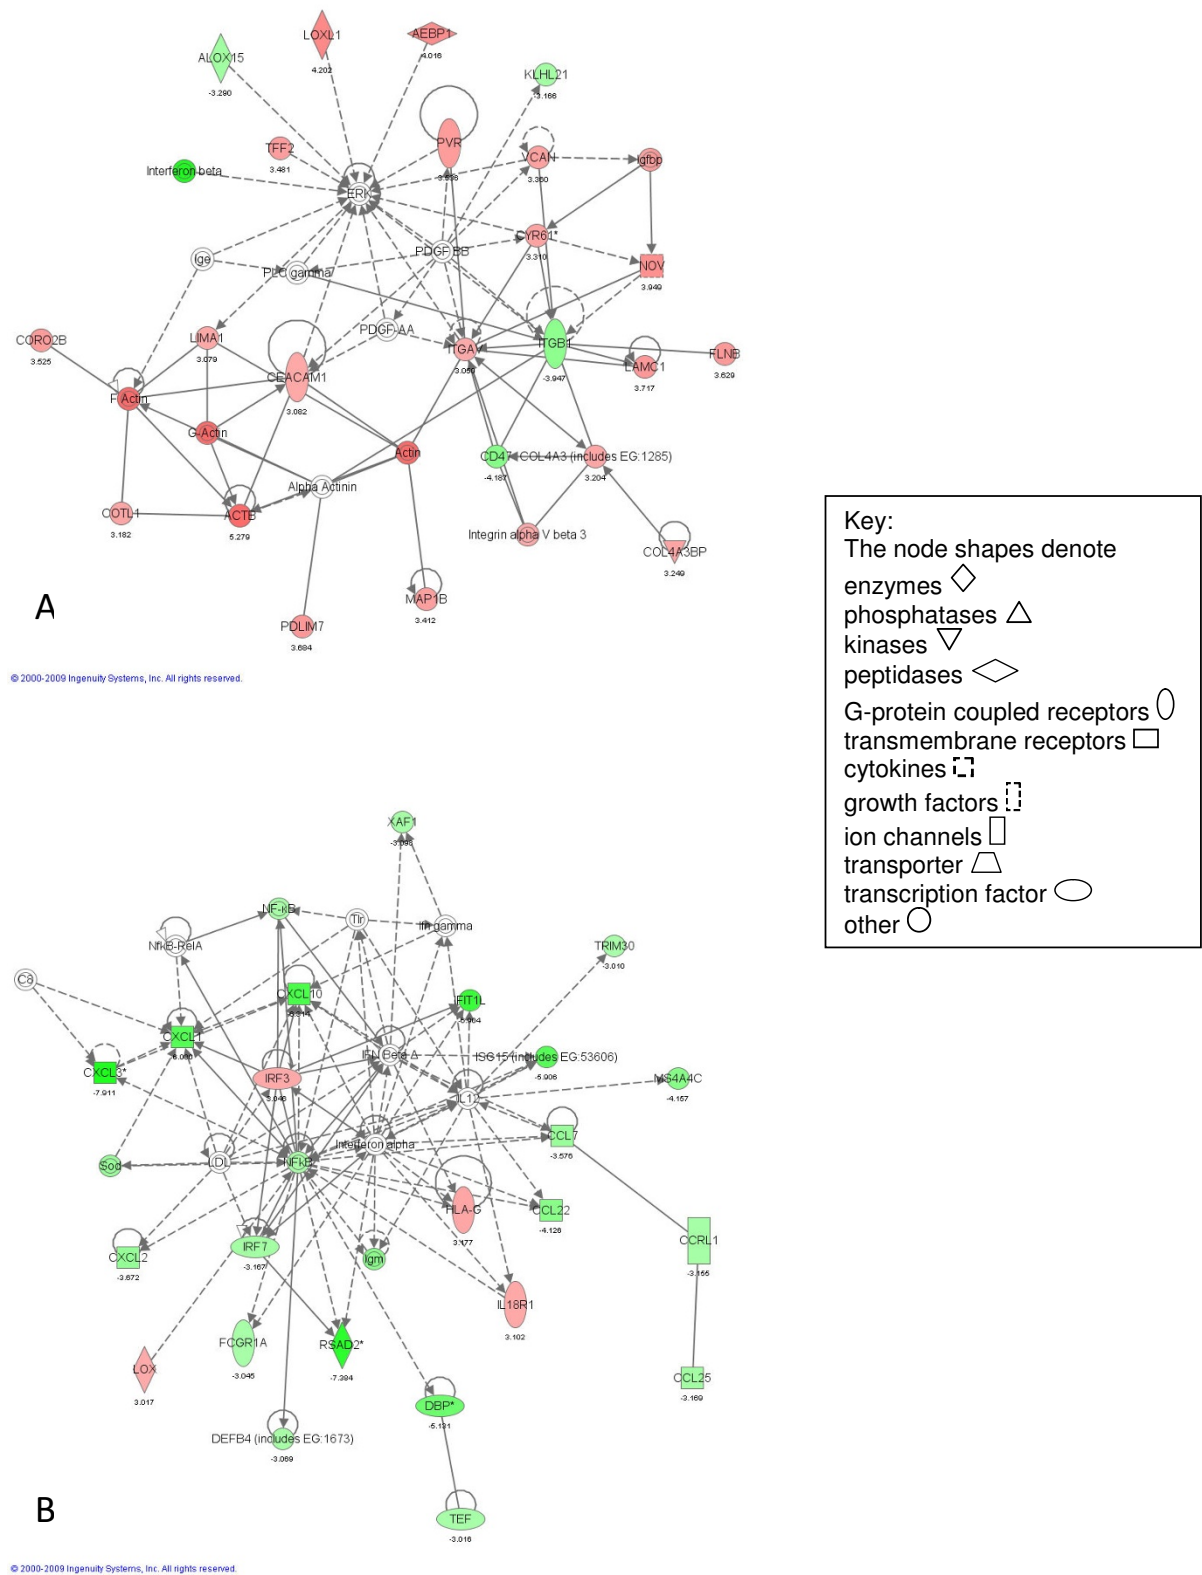 LOXL1
4.202
AEBP1
4.016
ALOX15
-3.290
KLHL21
-3.166
PVR
TFF2
3.481
VCAN
3.360
Igfbp
Interferon beta
ERK
CYR61*
3.310
PDGF BB
Ige
PLC gamma
NOV
3.949
PDGF-AA
CORO2B
3.525
LIMA1
3.079
ITGAV
3.050
ITGB1
-3.947
LAMC1
3.717
FLNB
3.629
CEACAM1
3.082
F Actin
G-Actin
Actin
CD47
-4.187
COL4A3 (includes EG:1285)
3.204
Alpha Actinin
COTL1
3.182
ACTB
5.279
Integrin alpha V beta 3
COL4A3BP
3.249
MAP1B
3.412
PDLIM7
3.684
A
© 2000-2009 Ingenuity Systems, Inc. All rights reserved.
Key:
The node shapes denote
enzymes
phosphatases
kinases
peptidases
G-protein coupled receptors
transmembrane receptors
cytokines
growth factors
ion channels
transporter
transcription factor
other
XAF1
NF-κB
Tlr
Ifn gamma
NfκB-RelA
TRIM30
-3.010
C8
CXCL10
FIT1L
CXCL1
IFN Beta
ISG15 (includes EG:53606)
-5.906
CXCL3*
-7.911
IRF3
3.046
IL12
MS4A4C
-4.157
CCL7
-3.576
Interferon alpha
Sod
LDL
NFkB
HLA-G
3.177
CCL22
-4.126
CCRL1
-3.155
CXCL2
-3.672
IRF7
-3.167
Igm
IL18R1
3.102
FCGR1A
-3.045
RSAD2*
-7.394
LOX
3.017
CCL25
-3.169
DBP*
-5.131
DEFB4 (includes EG:1673)
-3.069
TEF
-3.016
B
© 2000-2009 Ingenuity Systems, Inc. All rights reserved.